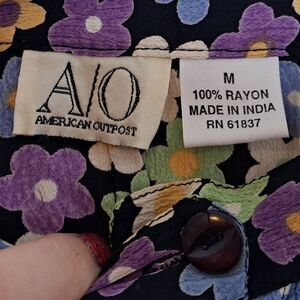 A/O
AMERICAN OUTPOST
M
100% RAYON
MADE IN INDIA
RN 61837